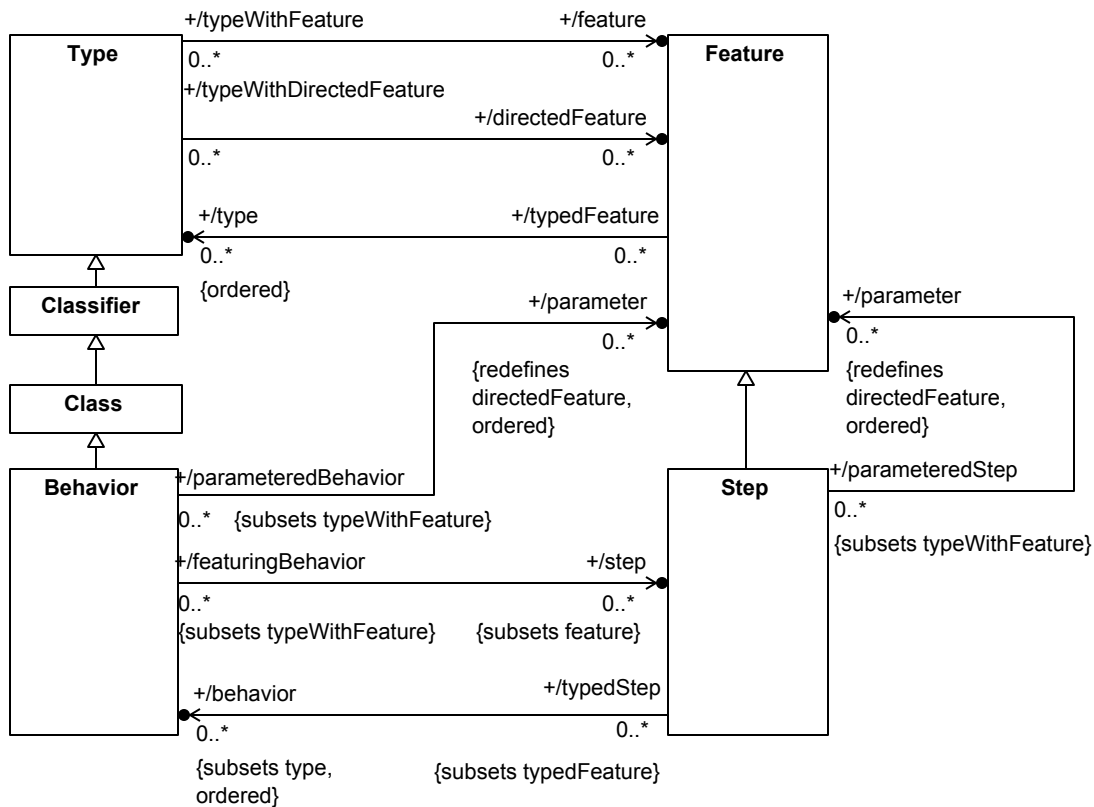 +/typeWithFeature +/feature
Type Feature
0..* 0..*
+/typeWithDirectedFeature
+/directedFeature
0..* 0..*
+/type +/typedFeature
0..* 0..*
{ordered}
Classifier
+/parameter +/parameter
0..* 0..*
{redefines
directedFeature,
ordered}
{redefines
directedFeature,
ordered}
Class
+/parameteredBehavior +/parameteredStep
Behavior Step
0..* {subsets typeWithFeature} 0..*
{subsets typeWithFeature}
+/featuringBehavior +/step
0..* 0..*
{subsets typeWithFeature} {subsets feature}
+/behavior +/typedStep
0..* 0..*
{subsets type,
ordered}
{subsets typedFeature}